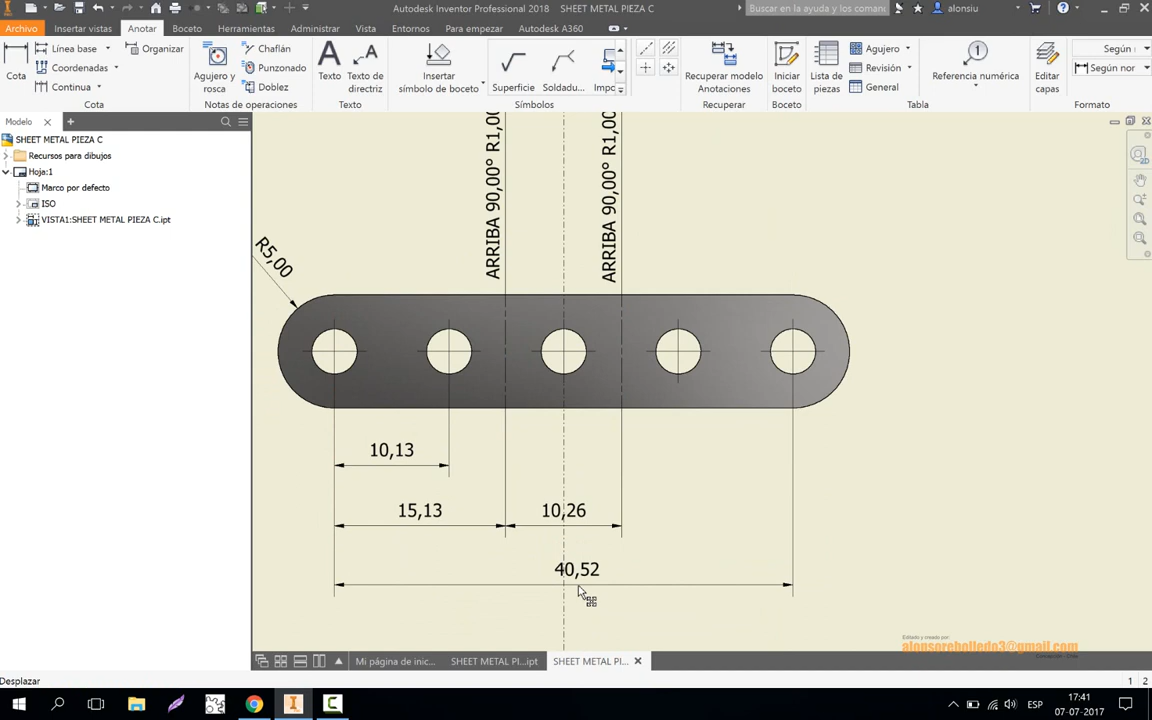 Autodesk Inventor Professional 2018 SHEET METAL PIEZA C
Buscar en la ayuda y los coman
alonsiu
Archivo Insertar vistas Anotar Boceto Herramientas Administrar Vista Entornos Para empezar Autodesk A360
Cota
Línea base
Coordenadas
Continua
Organizar
Cota
Agujero y rosca
Chaflán
Punzonado
Doblez
Notas de operaciones
Texto
Texto de directriz
Texto
Insertar símbolo de boceto
Superficie
Soldadu...
Impo
Símbolos
Recuperar modelo Anotaciones
Recuperar
Iniciar boceto
Boceto
Lista de piezas
Agujero
Revisión
General
Referencia numérica
Tabla
Editar capas
Según
Según nor
Formato
Modelo
SHEET METAL PIEZA C
Recursos para dibujos
Hoja:1
Marco por defecto
ISO
VISTA1:SHEET METAL PIEZA C.ipt
ARRIBA 90,00° R1,00
ARRIBA 90,00° R1,00
R5,00
10,13
15,13
10,26
40,52
Editado y creado por:
alonsorebolledo3@gmail.com
Mi página de inic... SHEET METAL PI...ipt SHEET METAL PI...
Desplazar
1 2
ESP
17:41
07-07-2017